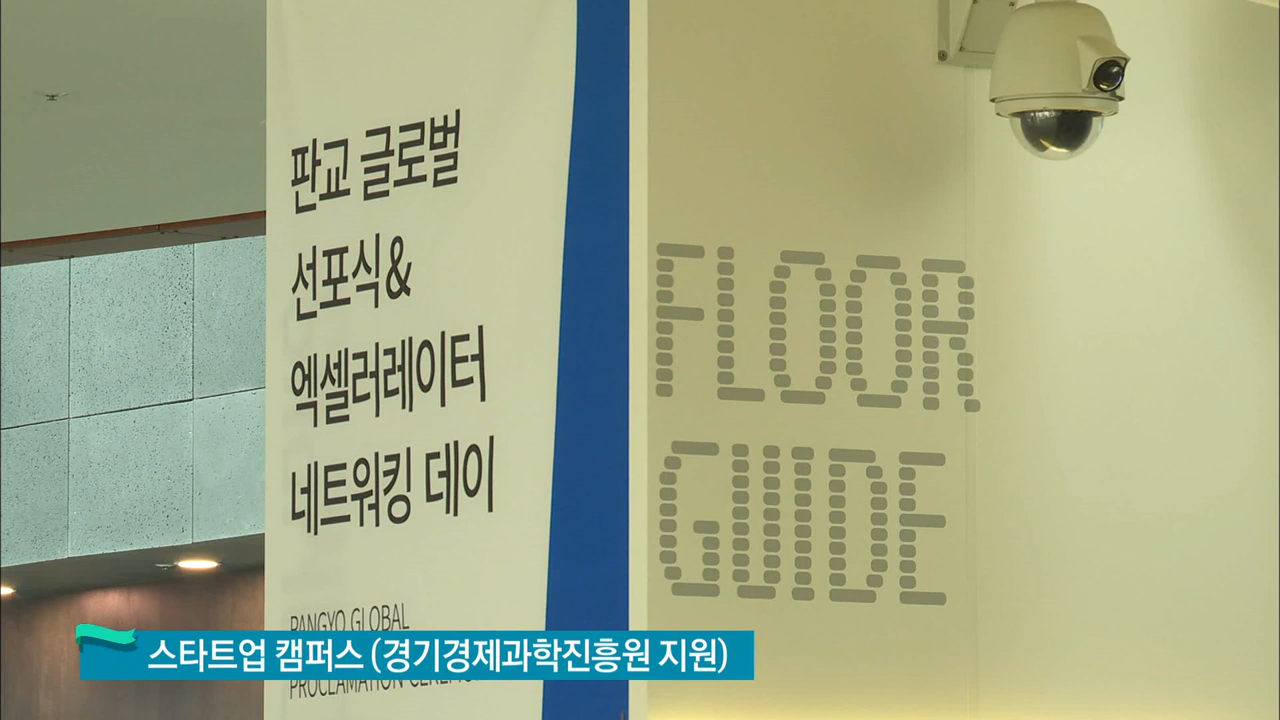 판교 글로벌
선포식&
엑셀러레이터
네트워킹 데이
PANGYO GLOBAL
PROCLAMATION
FLOOR
GUIDE
스타트업 캠퍼스 (경기경제과학진흥원 지원)